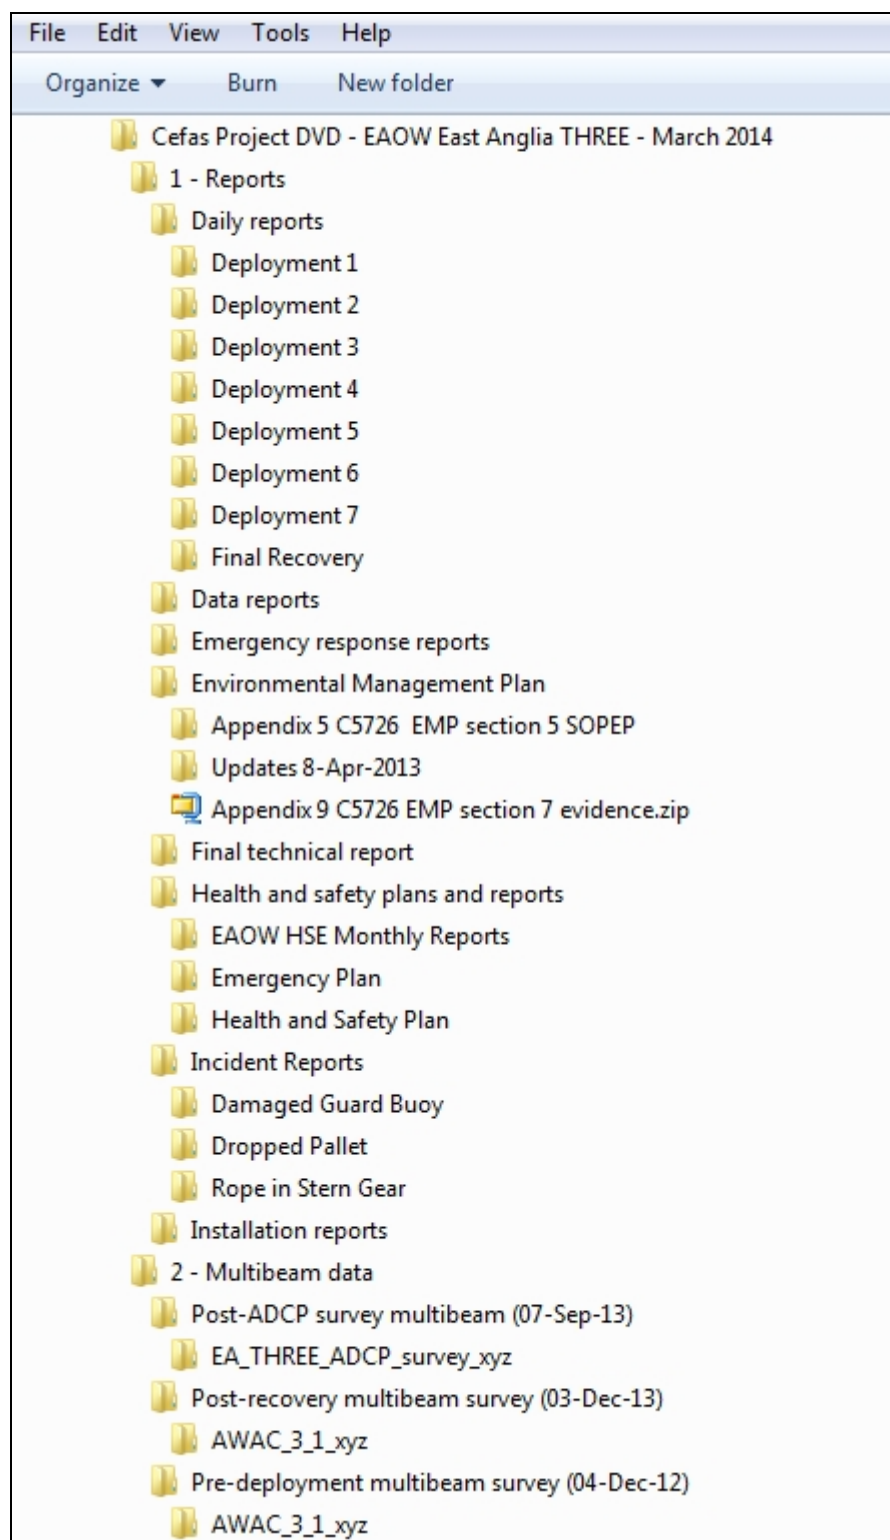 File Edit View Tools Help
Organize Burn New folder
Cefas Project DVD - EAOW East Anglia THREE - March 2014
1 - Reports
Daily reports
Deployment 1
Deployment 2
Deployment 3
Deployment 4
Deployment 5
Deployment 6
Deployment 7
Final Recovery
Data reports
Emergency response reports
Environmental Management Plan
Appendix 5 C5726  EMP section 5 SOPEP
Updates 8-Apr-2013
Appendix 9 C5726 EMP section 7 evidence.zip
Final technical report
Health and safety plans and reports
EAOW HSE Monthly Reports
Emergency Plan
Health and Safety Plan
Incident Reports
Damaged Guard Buoy
Dropped Pallet
Rope in Stern Gear
Installation reports
2 - Multibeam data
Post-ADCP survey multibeam (07-Sep-13)
EA_THREE_ADCP_survey_xyz
Post-recovery multibeam survey (03-Dec-13)
AWAC_3_1_xyz
Pre-deployment multibeam survey (04-Dec-12)
AWAC_3_1_xyz